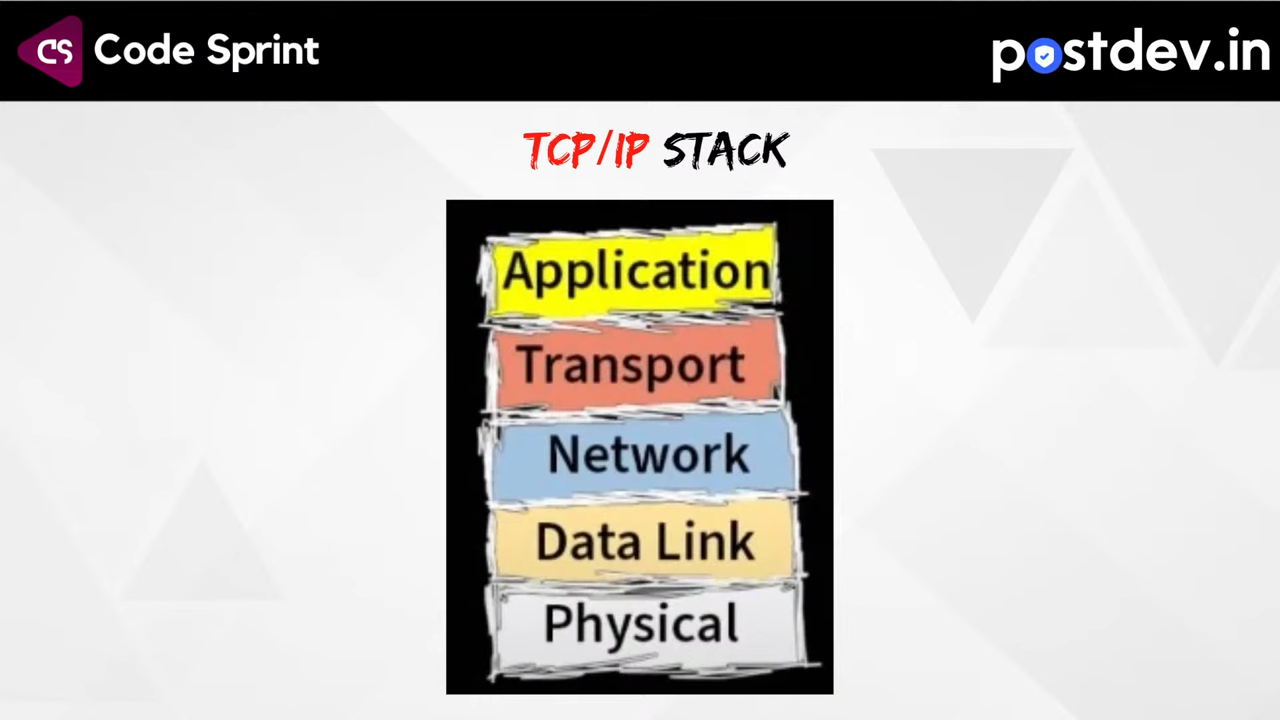 CS Code Sprint
postdev.in
TCP/IP STACK
Application
Transport
Network
Data Link
Physical